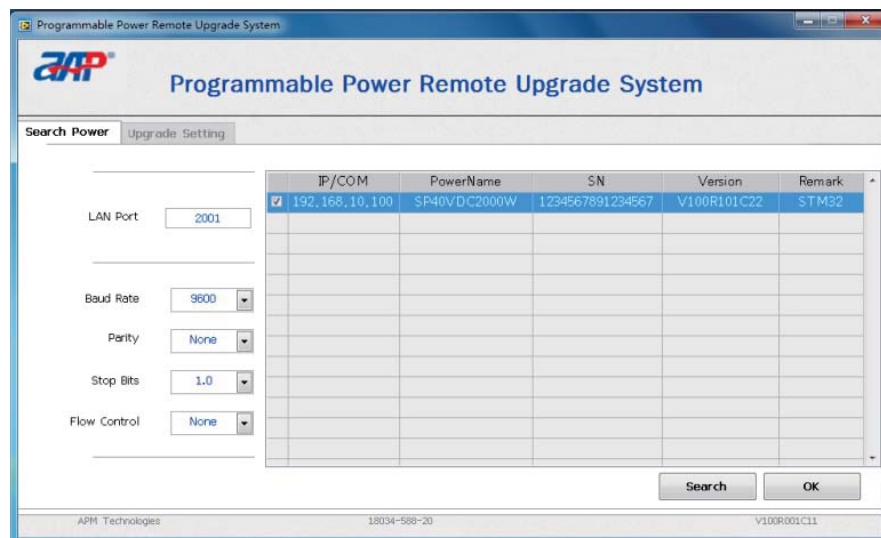 Programmable Power Remote Upgrade System
Programmable Power Remote Upgrade System
Search Power Upgrade Setting
IP/COM PowerName SN Version Remark
192.168.10.100 SP40VDC2000W 1234567891234567 V100R101C22 STM32
LAN Port 2001
Baud Rate 9600
Parity None
Stop Bits 1.0
Flow Control None
Search OK
APM Technologies 18034-588-20 V100R001C11